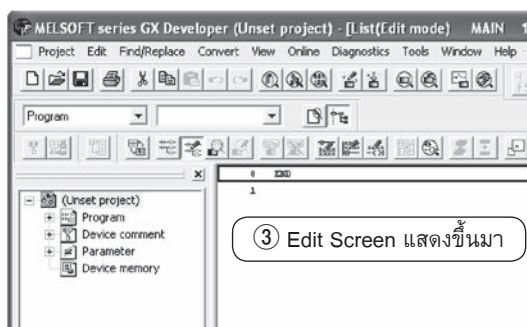 MELSOFT series GX Developer (Unset project) - [List(Edit mode) MAIN 1
Project Edit Find/Replace Convert View Online Diagnostics Tools Window Help
Program
0 END
1
(Unset project)
Program
Device comment
Parameter
Device memory
③ Edit Screen แสดงขึ้นมา